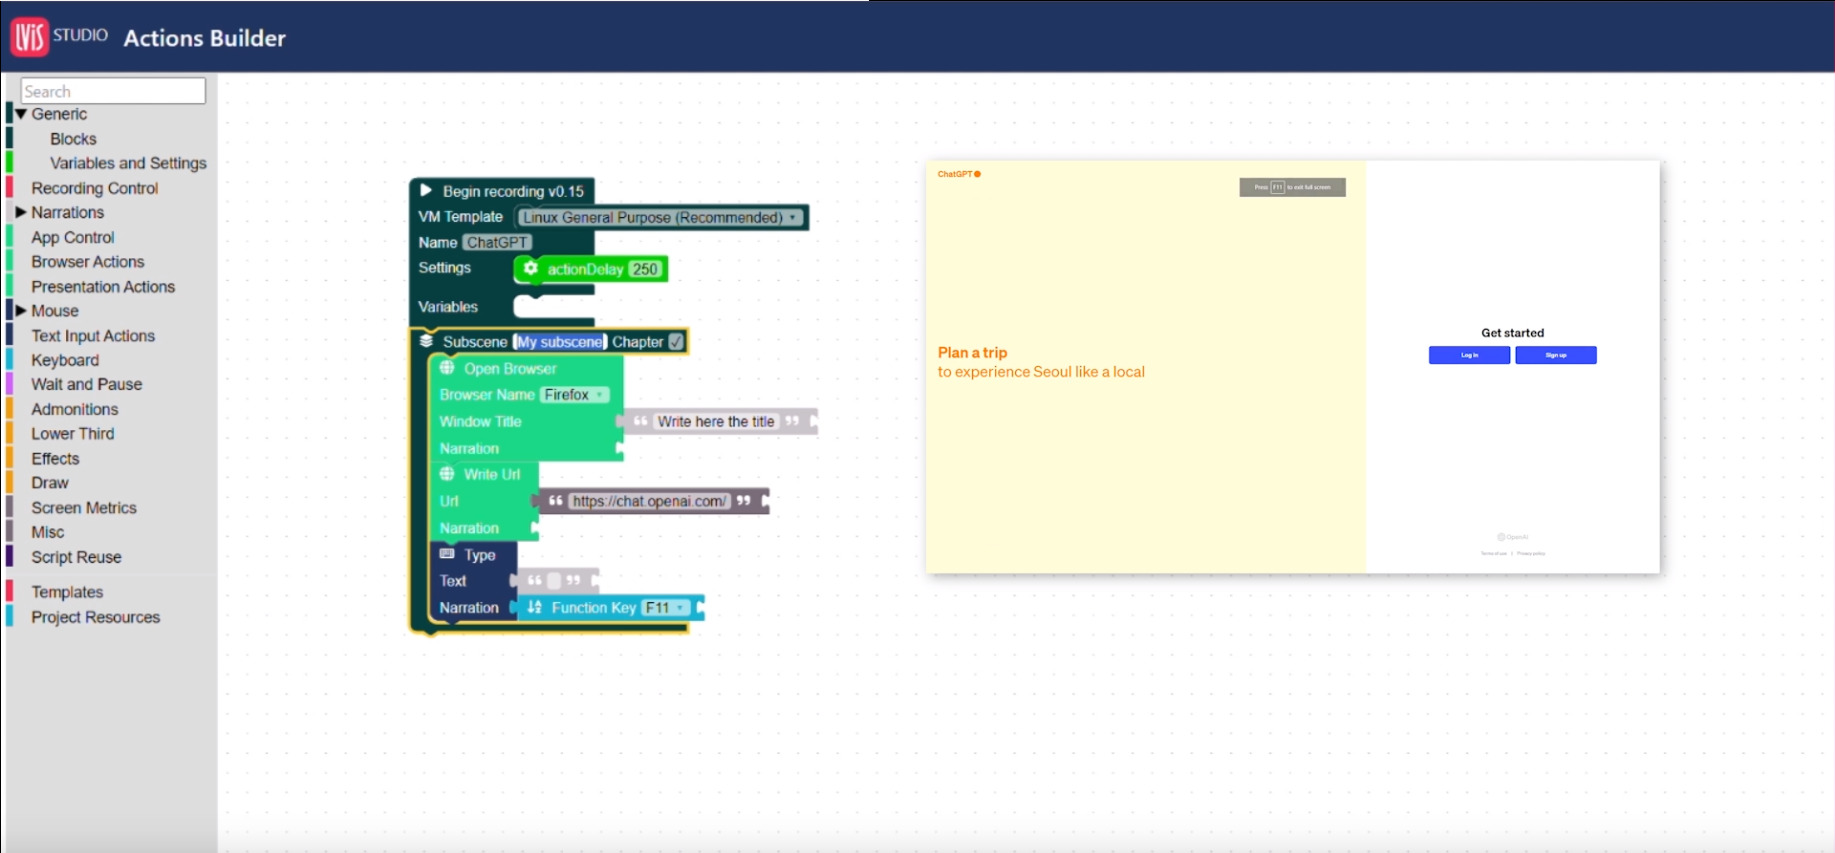 lVis STUDIO Actions Builder
Search
Generic
Blocks
Variables and Settings
Recording Control
Narrations
App Control
Browser Actions
Presentation Actions
Mouse
Text Input Actions
Keyboard
Wait and Pause
Admonitions
Lower Third
Effects
Draw
Screen Metrics
Misc
Script Reuse
Templates
Project Resources
Begin recording v0.15
VM Template Linux General Purpose (Recommended)
Name ChatGPT
Settings actionDelay 250
Variables
Subscene My subscene Chapter
Open Browser
Browser Name Firefox
Window Title “ Write here the title ”
Narration
Write Url
Url “ https://chat.openai.com/ ”
Narration
Type
Text “ ”
Narration Function Key F11
ChatGPT
Press F11 to exit full screen
Plan a trip
to experience Seoul like a local
Get started
Log in Sign up
OpenAI
Terms of use | Privacy policy